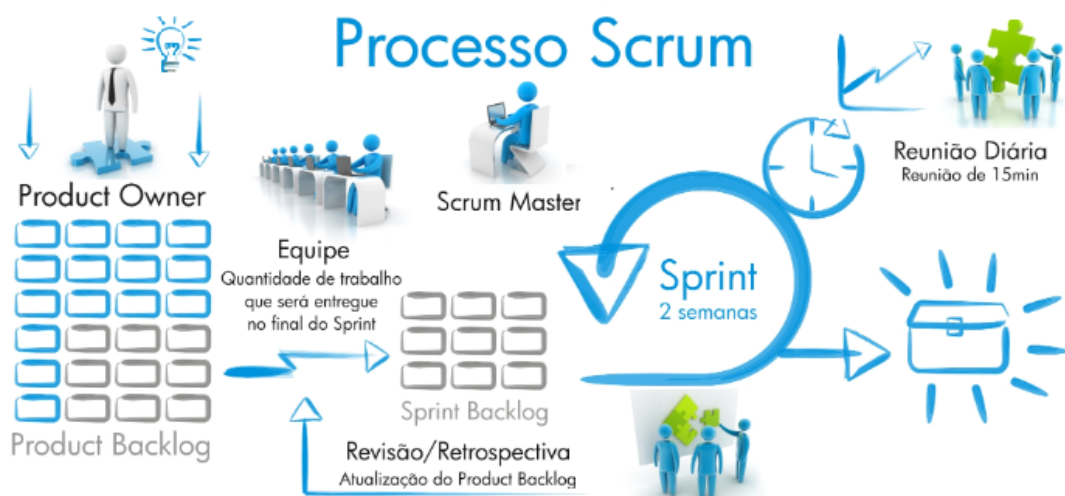 Processo Scrum
Product Owner
Product Backlog
Equipe
Quantidade de trabalho
que será entregue
no final do Sprint
Scrum Master
Sprint Backlog
Revisão/Retrospectiva
Atualização do Product Backlog
Sprint
2 semanas
Reunião Diária
Reunião de 15min